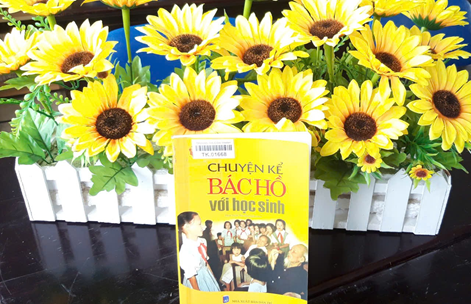 TK.01668
CHUYỆN KỂ
BÁC HỒ
với học sinh